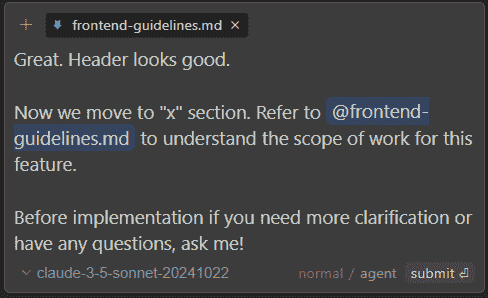 + frontend-guidelines.md ×
Great. Header looks good.
Now we move to "x" section. Refer to @frontend-
guidelines.md to understand the scope of work for this
feature.
Before implementation if you need more clarification or
have any questions, ask me!
claude-3-5-sonnet-20241022 normal / agent submit ⏎